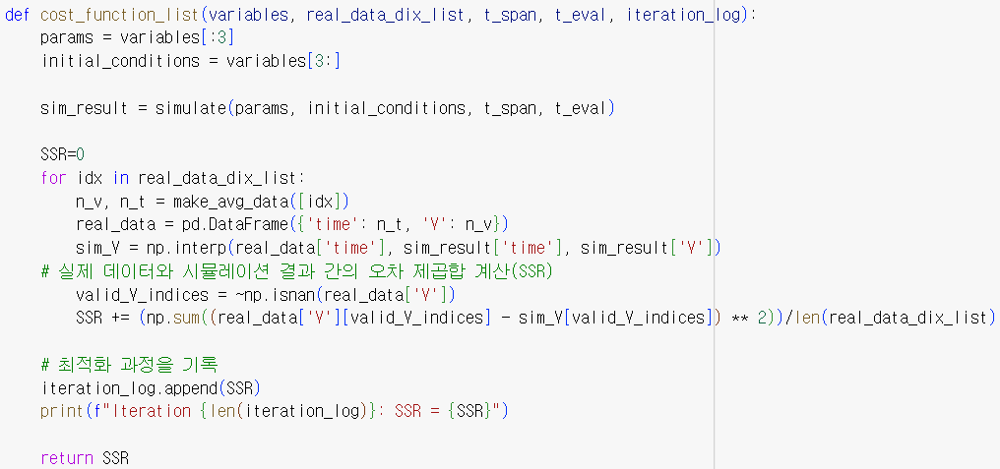 def cost_function_list(variables, real_data_dix_list, t_span, t_eval, iteration_log):
    params = variables[:3]
    initial_conditions = variables[3:]

    sim_result = simulate(params, initial_conditions, t_span, t_eval)

    SSR=0
    for idx in real_data_dix_list:
        n_v, n_t = make_avg_data([idx])
        real_data = pd.DataFrame({'time': n_t, 'V': n_v})
        sim_V = np.interp(real_data['time'], sim_result['time'], sim_result['V'])
    # 실제 데이터와 시뮬레이션 결과 간의 오차 제곱합 계산(SSR)
        valid_V_indices = ~np.isnan(real_data['V'])
        SSR += (np.sum((real_data['V'][valid_V_indices] - sim_V[valid_V_indices]) ** 2))/len(real_data_dix_list)

    # 최적화 과정을 기록
    iteration_log.append(SSR)
    print(f"Iteration {len(iteration_log)}: SSR = {SSR}")

    return SSR